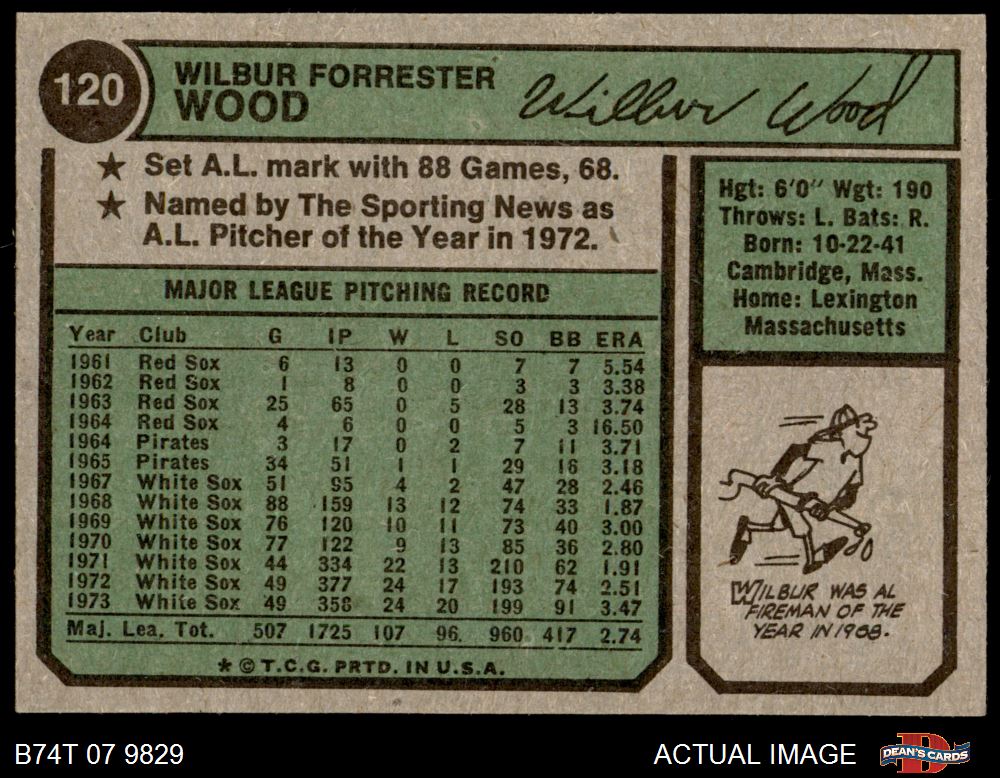 120
WILBUR FORRESTER
WOOD
Wilbur Wood
★ Set A.L. mark with 88 Games, 68.
★ Named by The Sporting News as
A.L. Pitcher of the Year in 1972.
Hgt: 6'0" Wgt: 190
Throws: L. Bats: R.
Born: 10-22-41
Cambridge, Mass.
Home: Lexington
Massachusetts
MAJOR LEAGUE PITCHING RECORD
Year Club G IP W L SO BB ERA
1961 Red Sox 6 13 0 0 7 7 5.54
1962 Red Sox 1 8 0 0 3 3 3.38
1963 Red Sox 25 65 0 5 28 13 3.74
1964 Red Sox 4 6 0 0 5 3 16.50
1964 Pirates 3 17 0 2 7 11 3.71
1965 Pirates 34 51 1 1 29 16 3.18
1967 White Sox 51 95 4 2 47 28 2.46
1968 White Sox 88 159 13 12 74 33 1.87
1969 White Sox 76 120 10 11 73 40 3.00
1970 White Sox 77 122 9 13 85 36 2.80
1971 White Sox 44 334 22 13 210 62 1.91
1972 White Sox 49 377 24 17 193 74 2.51
1973 White Sox 49 358 24 20 199 91 3.47
Maj. Lea. Tot. 507 1725 107 96. 960 417 2.74
* © T.C.G. PRTD. IN U.S.A.
WILBUR WAS AL
FIREMAN OF THE
YEAR IN 1968.
B74T 07 9829
ACTUAL IMAGE
D
DEAN'S CARDS